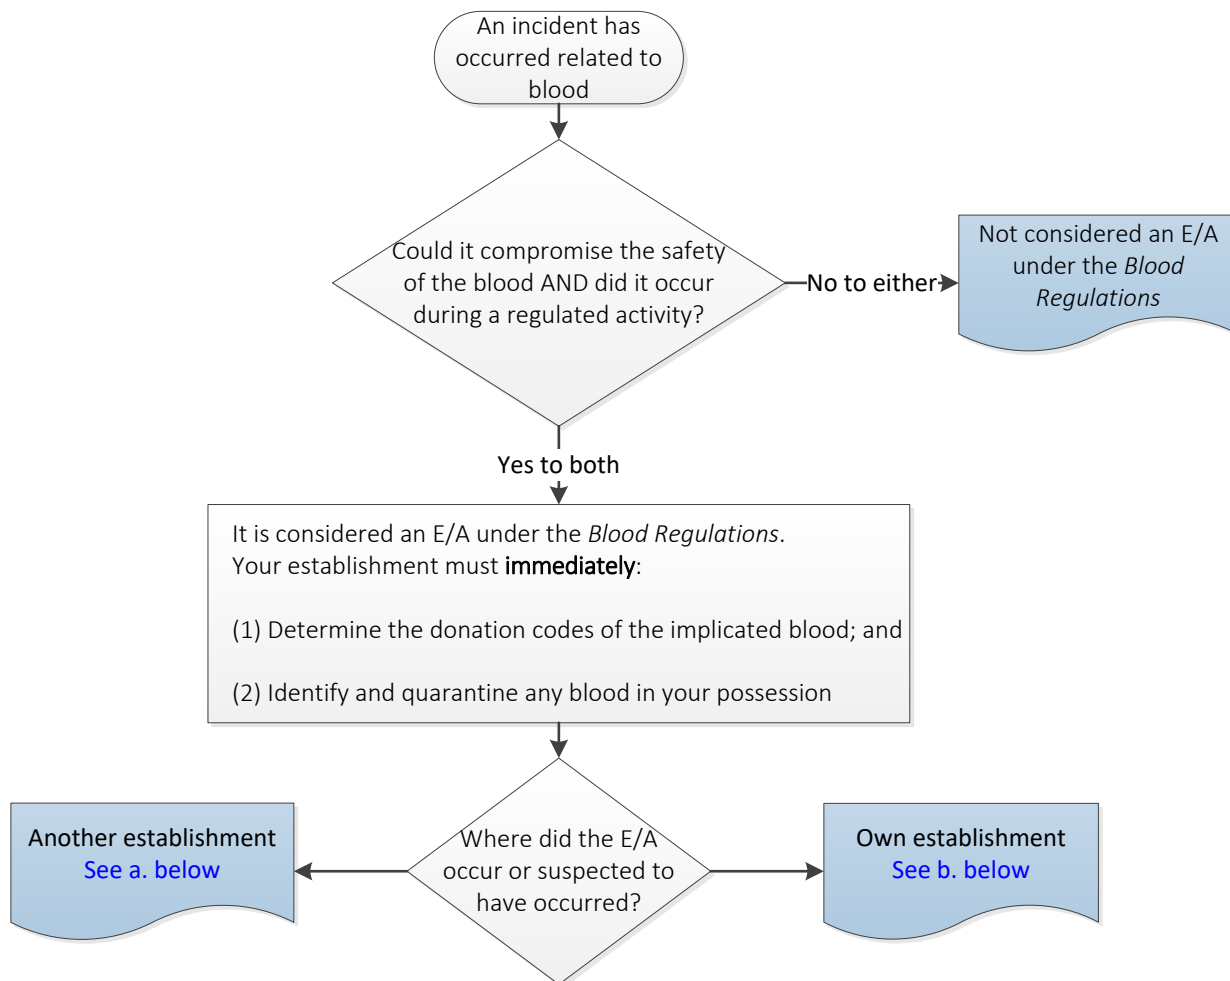 An incident has
occurred related to
blood
Could it compromise the safety
of the blood AND did it occur
during a regulated activity?
No to either
Not considered an E/A
under the Blood
Regulations
Yes to both
It is considered an E/A under the Blood Regulations.
Your establishment must immediately:
(1) Determine the donation codes of the implicated blood; and
(2) Identify and quarantine any blood in your possession
Where did the E/A
occur or suspected to
have occurred?
Another establishment
See a. below
Own establishment
See b. below